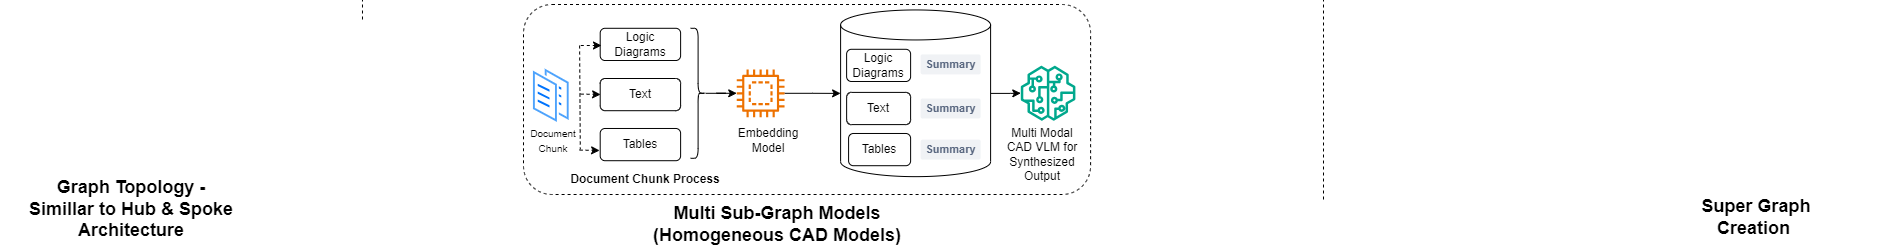 Graph Topology -
Simillar to Hub & Spoke
Architecture
Document
Chunk
Logic
Diagrams
Text
Tables
Document Chunk Process
Embedding
Model
Logic
Diagrams
Summary
Text
Summary
Tables
Summary
Multi Modal
CAD VLM for
Synthesized
Output
Multi Sub-Graph Models
(Homogeneous CAD Models)
Super Graph
Creation